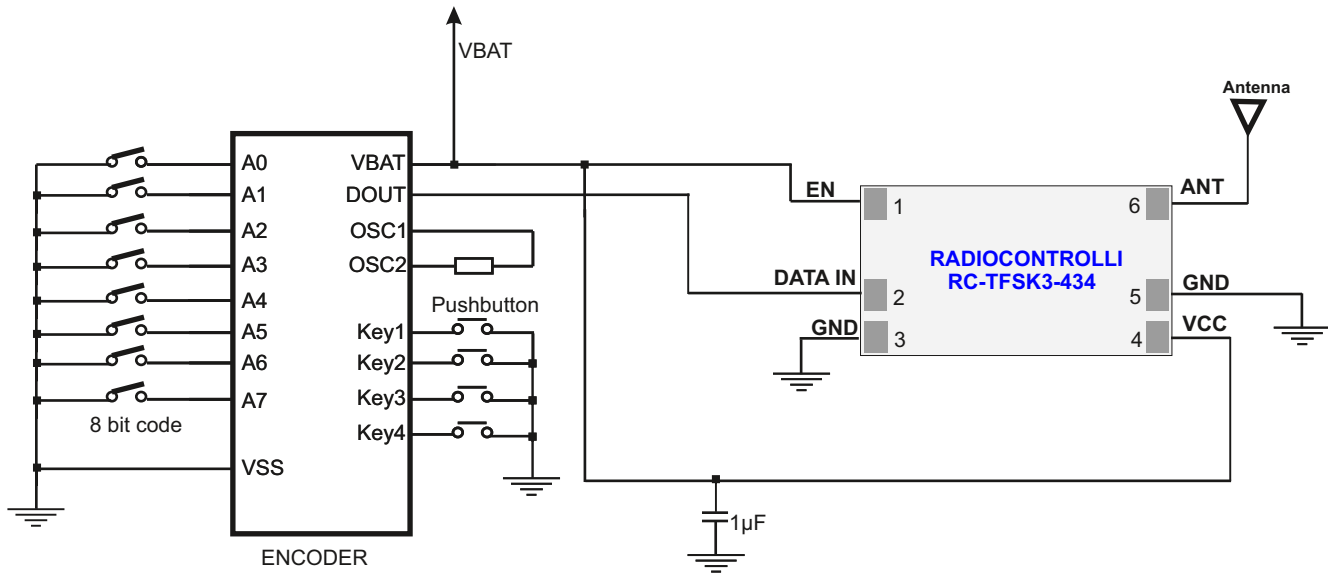 VBAT
Antenna
A0
A1
A2
A3
A4
A5
A6
A7
8 bit code
VSS
VBAT
DOUT
OSC1
OSC2
Pushbutton
Key1
Key2
Key3
Key4
ENCODER
EN
1
DATA IN
2
GND
3
RADIOCONTROLLI
RC-TFSK3-434
6
ANT
5
GND
4
VCC
1µF